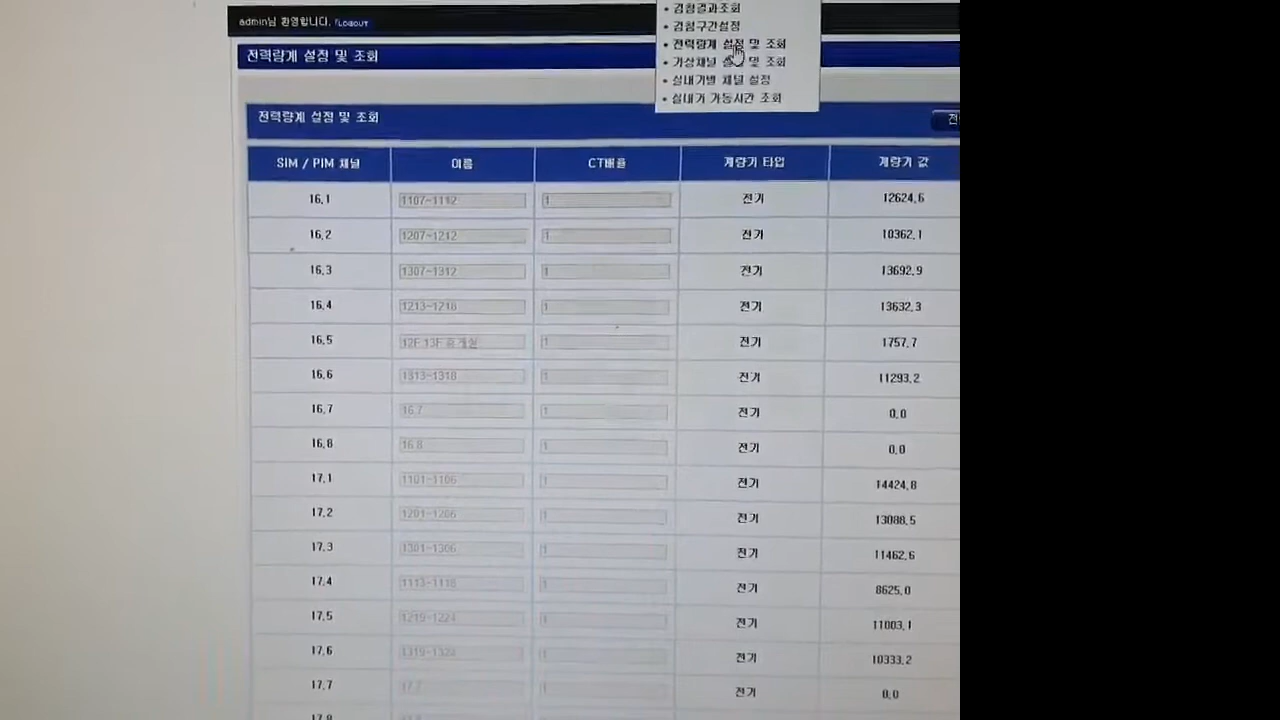 admin님 환영합니다. LOGOUT
검침결과조회
검침구간설정
전력량계 설정 및 조회
가상채널 설정 및 조회
실내기별 채널 설정
실내기 가동시간 조회
전력량계 설정 및 조회
전력량계 설정 및 조회
SIM / PIM 채널 이름 CT배율 계량기 타입 계량기 값
16.1 1107~1112 1 전기 12624.6
16.2 1207~1212 1 전기 10362.1
16.3 1307~1312 1 전기 13692.9
16.4 1213~1218 1 전기 13632.3
16.5 12F 13F 휴게실 1 전기 1757.7
16.6 1313~1318 1 전기 11293.2
16.7 16.7 1 전기 0.0
16.8 16.8 1 전기 0.0
17.1 1101~1106 1 전기 14424.8
17.2 1201~1206 1 전기 13088.5
17.3 1301~1306 1 전기 11462.6
17.4 1113~1118 1 전기 8625.0
17.5 1219~1224 1 전기 11003.1
17.6 1 전기 10333.2
17.7 17.7 1 전기 0.0
17.8